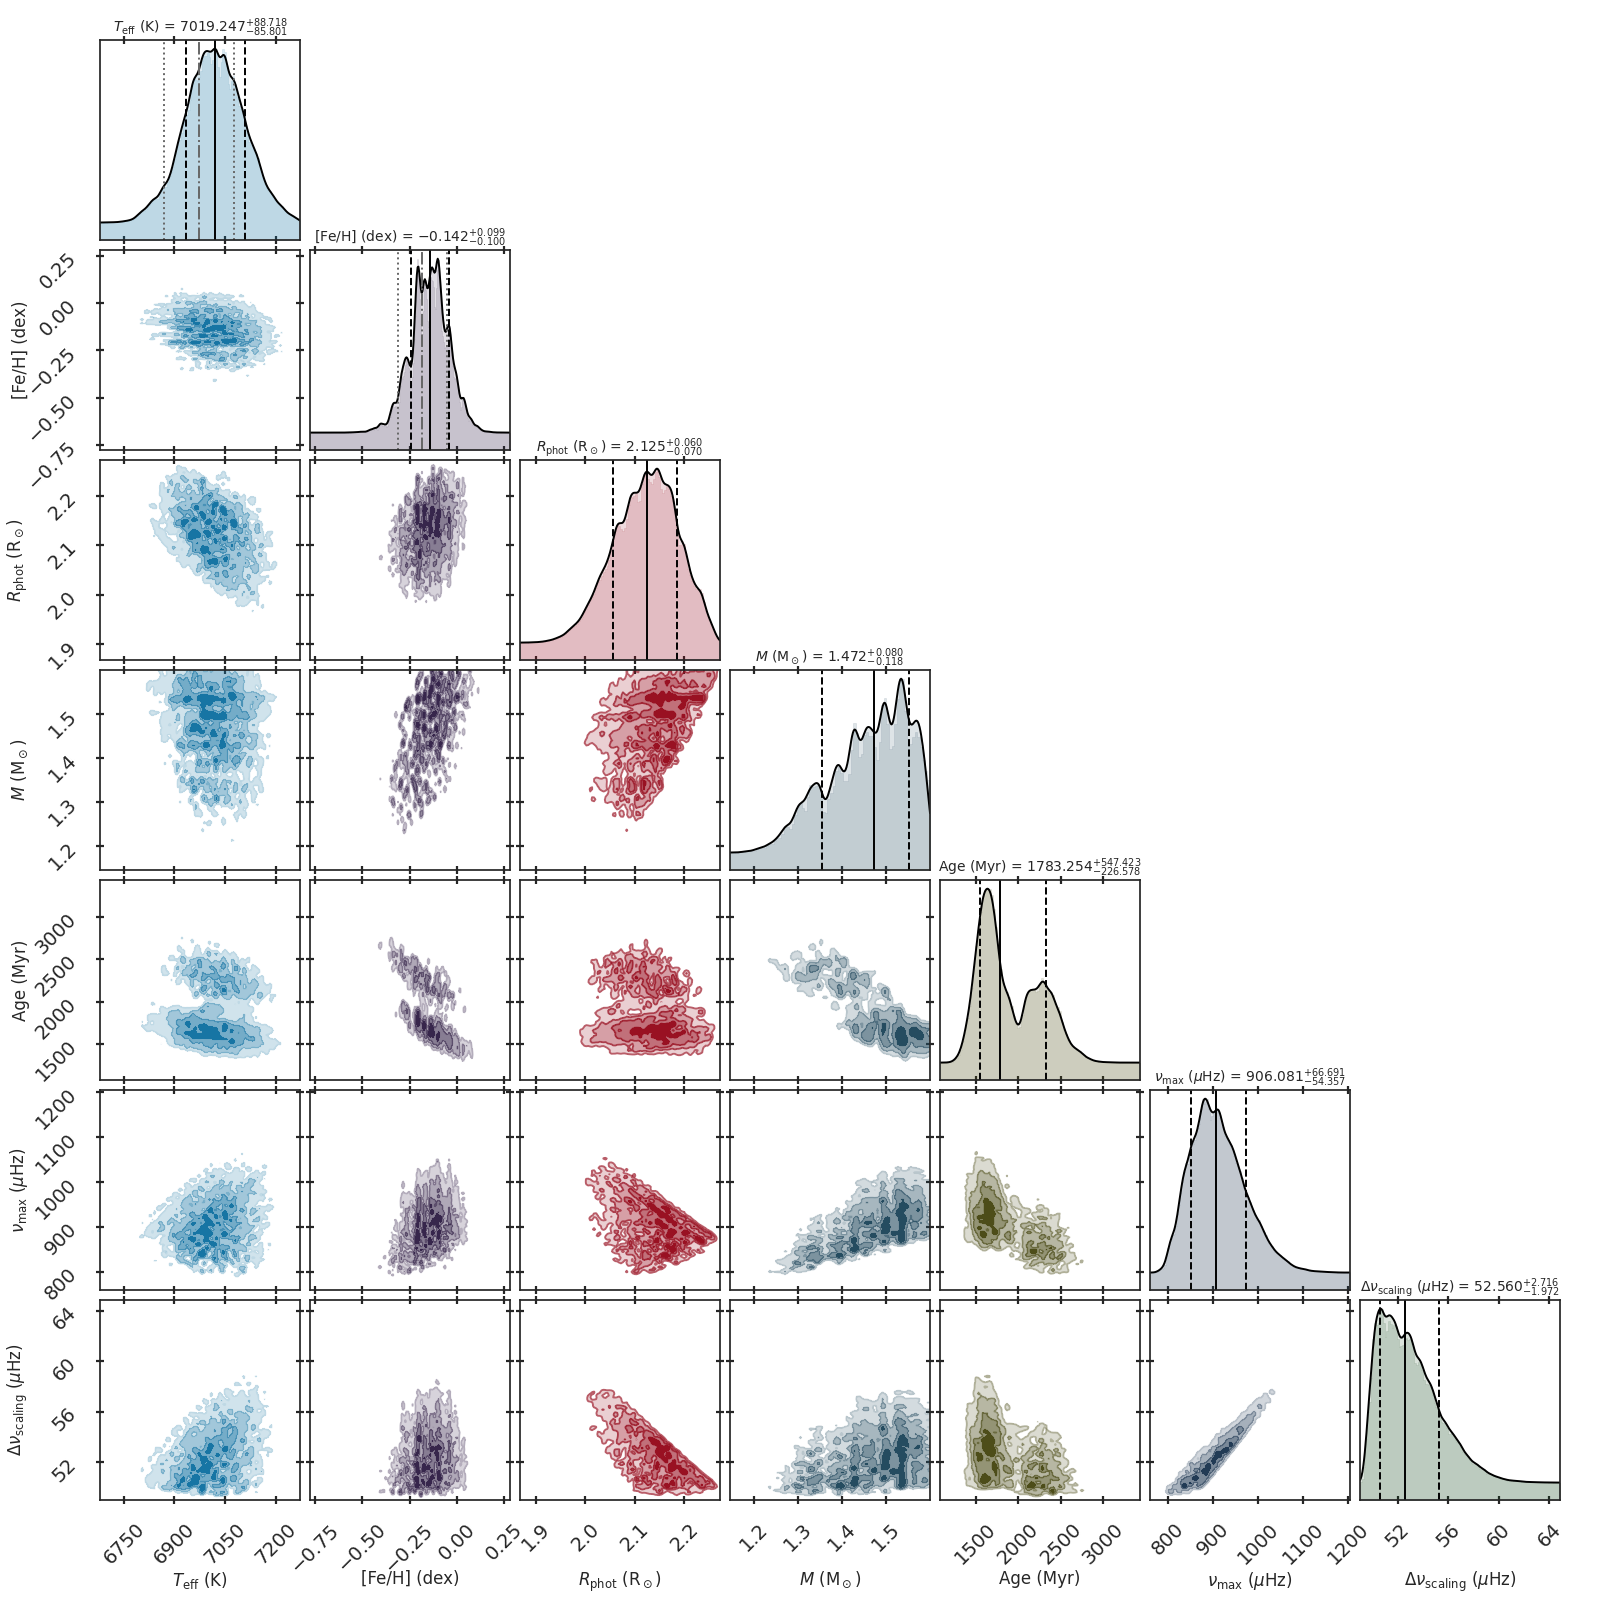 T_eff (K) = 7019.247 +88.718 −85.801
[Fe/H] (dex) = −0.142 +0.099 −0.100
0.25
0.00
−0.25
−0.50
−0.75
[Fe/H] (dex)
R_phot (R☉) = 2.125 +0.060 −0.070
2.2
2.1
2.0
1.9
R_phot (R☉)
M (M☉) = 1.472 +0.080 −0.118
1.5
1.4
1.3
1.2
M (M☉)
Age (Myr) = 1783.254 +547.423 −226.578
3000
2500
2000
1500
Age (Myr)
ν_max (μHz) = 906.081 +66.691 −54.357
1200
1100
1000
900
800
ν_max (μHz)
Δν_scaling (μHz) = 52.560 +2.716 −1.972
64
60
56
52
Δν_scaling (μHz)
6750 6900 7050 7200
−0.75 −0.50 −0.25 0.00 0.25
1.9 2.0 2.1 2.2
1.2 1.3 1.4 1.5
1500 2000 2500 3000
800 900 1000 1100 1200
52 56 60 64
T_eff (K)
[Fe/H] (dex)
R_phot (R☉)
M (M☉)
Age (Myr)
ν_max (μHz)
Δν_scaling (μHz)